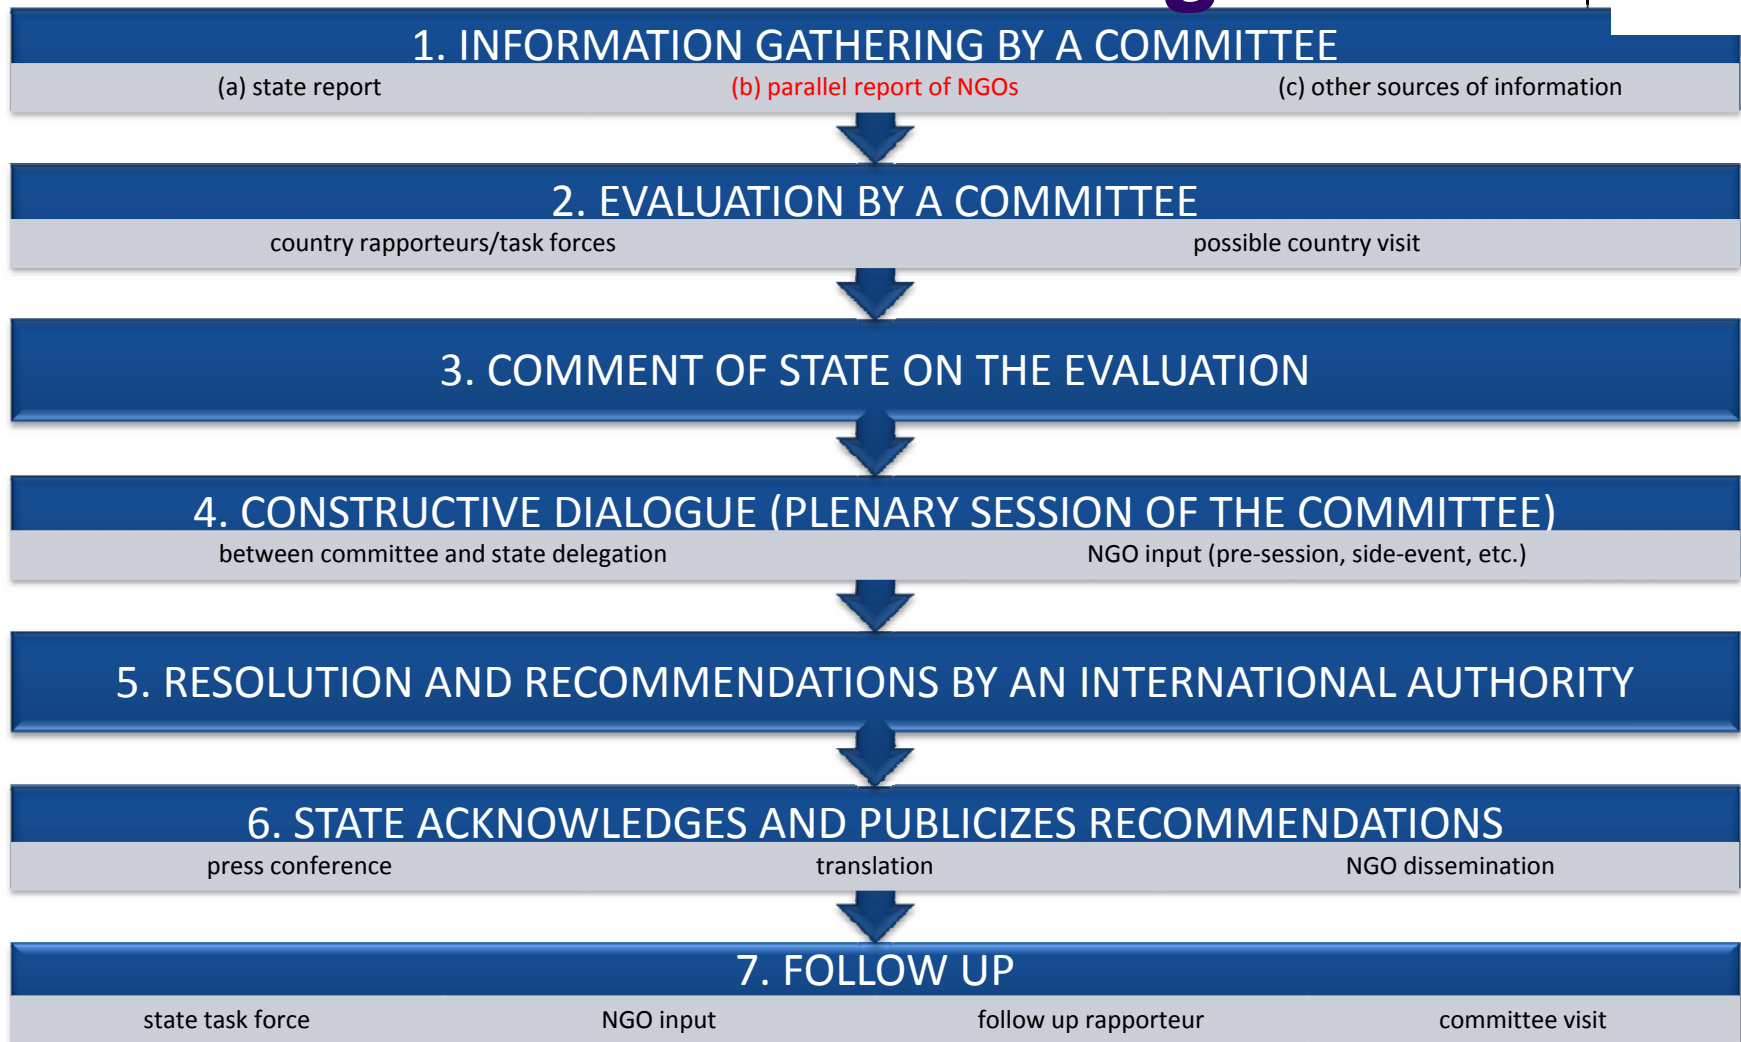 1. INFORMATION GATHERING BY A COMMITTEE
(a) state report (b) parallel report of NGOs (c) other sources of information
2. EVALUATION BY A COMMITTEE
country rapporteurs/task forces possible country visit
3. COMMENT OF STATE ON THE EVALUATION
4. CONSTRUCTIVE DIALOGUE (PLENARY SESSION OF THE COMMITTEE)
between committee and state delegation NGO input (pre-session, side-event, etc.)
5. RESOLUTION AND RECOMMENDATIONS BY AN INTERNATIONAL AUTHORITY
6. STATE ACKNOWLEDGES AND PUBLICIZES RECOMMENDATIONS
press conference translation NGO dissemination
7. FOLLOW UP
state task force NGO input follow up rapporteur committee visit